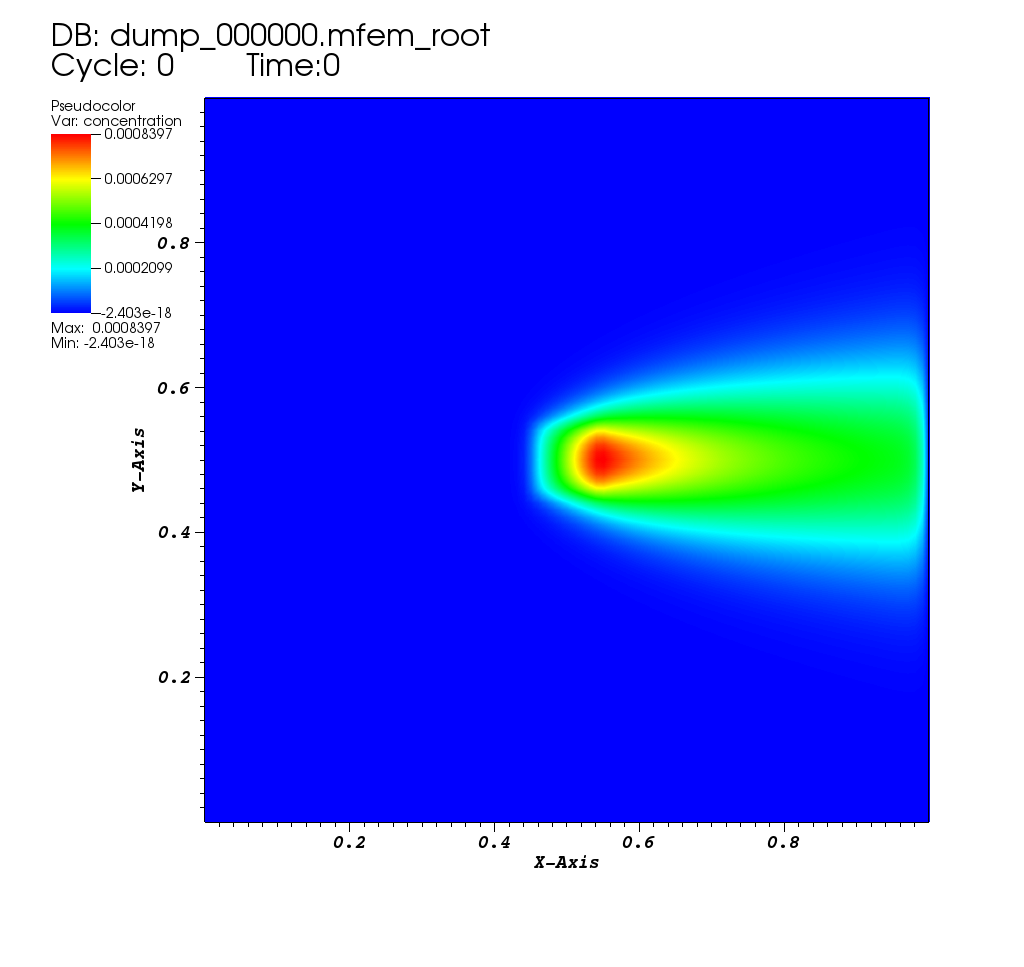 DB: dump_000000.mfem_root
Cycle: 0 Time:0
Pseudocolor
Var: concentration
0.0008397
0.0006297
0.0004198
0.0002099
-2.403e-18
Max: 0.0008397
Min: -2.403e-18
0.8
0.6
0.4
0.2
Y-Axis
0.2 0.4 0.6 0.8
X-Axis